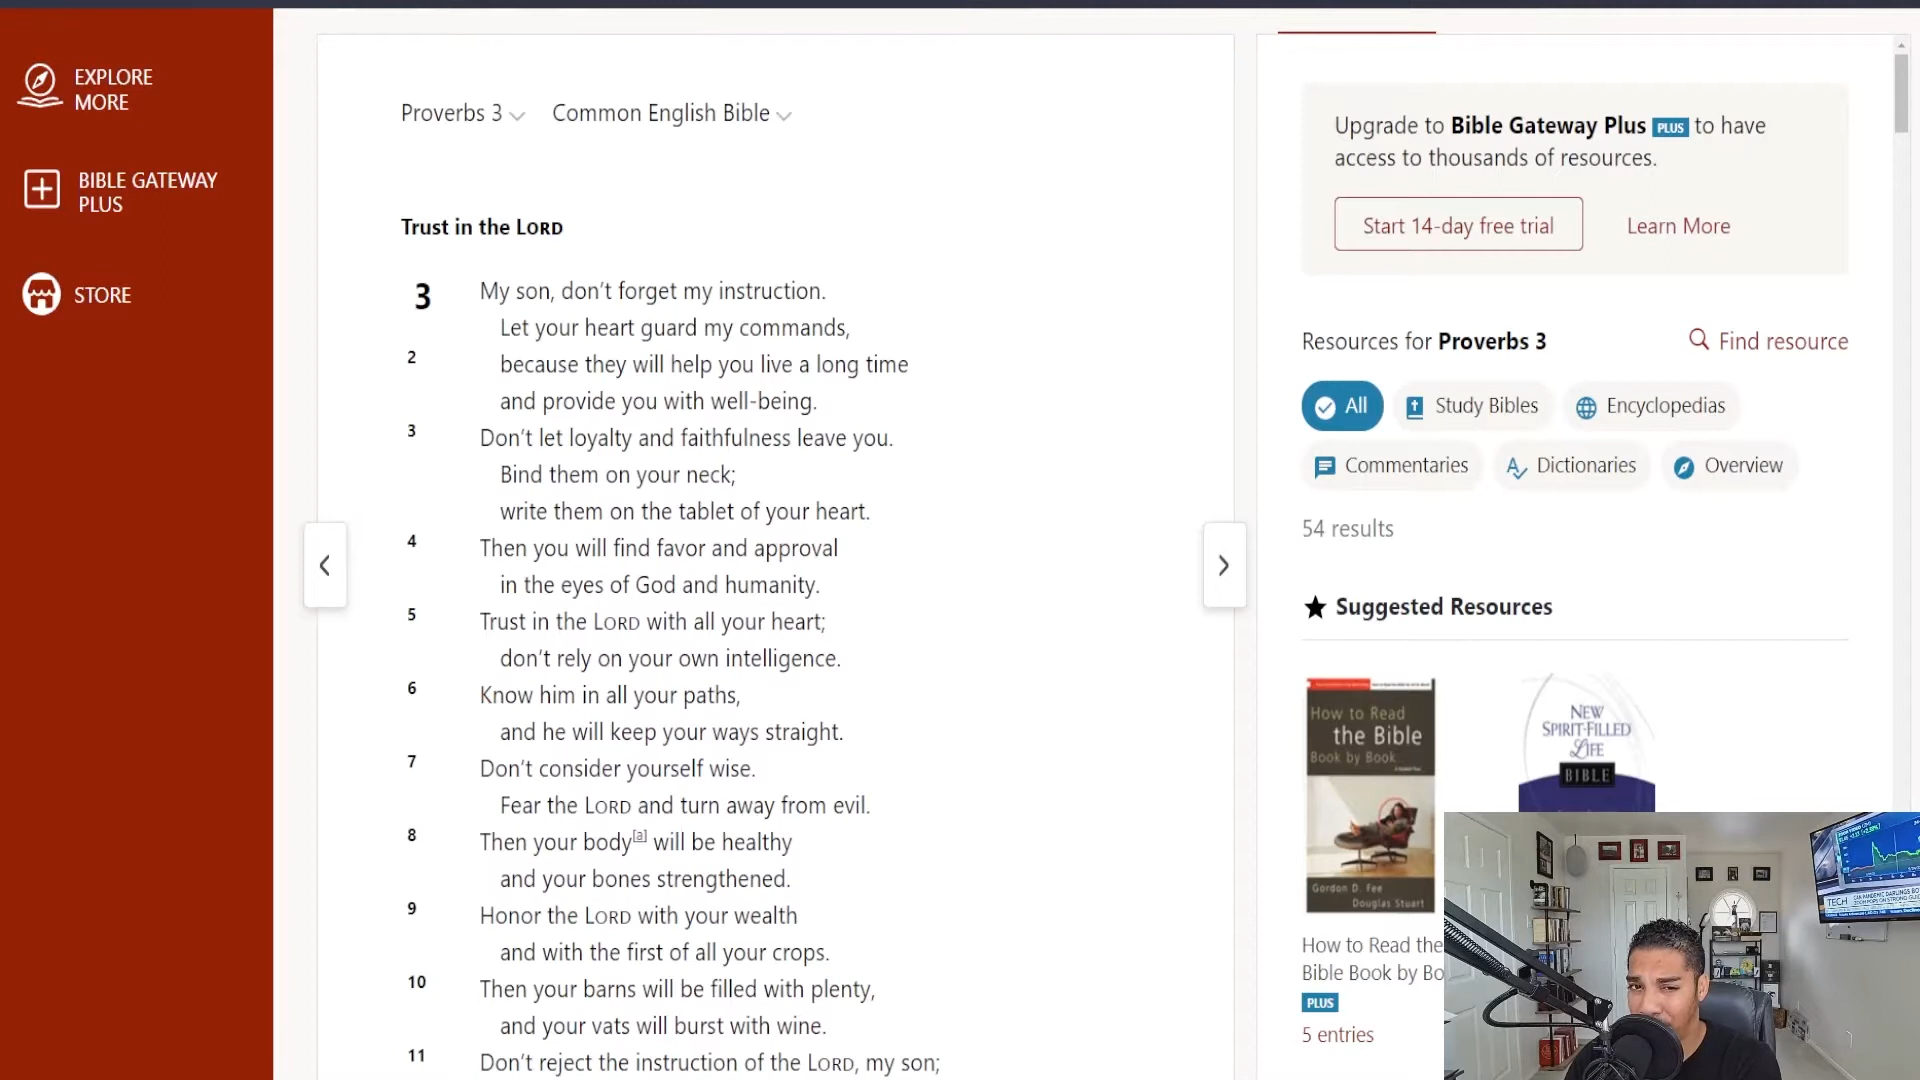 EXPLORE
MORE
BIBLE GATEWAY
PLUS
STORE
Proverbs 3
Common English Bible
Trust in the LORD
3 My son, don’t forget my instruction.
Let your heart guard my commands,
2 because they will help you live a long time
and provide you with well-being.
3 Don’t let loyalty and faithfulness leave you.
Bind them on your neck;
write them on the tablet of your heart.
4 Then you will find favor and approval
in the eyes of God and humanity.
5 Trust in the LORD with all your heart;
don’t rely on your own intelligence.
6 Know him in all your paths,
and he will keep your ways straight.
7 Don’t consider yourself wise.
Fear the LORD and turn away from evil.
8 Then your body[a] will be healthy
and your bones strengthened.
9 Honor the LORD with your wealth
and with the first of all your crops.
10 Then your barns will be filled with plenty,
and your vats will burst with wine.
11 Don’t reject the instruction of the LORD, my son;
Upgrade to Bible Gateway Plus PLUS to have
access to thousands of resources.
Start 14-day free trial
Learn More
Resources for Proverbs 3
Find resource
All
Study Bibles
Encyclopedias
Commentaries
Dictionaries
Overview
54 results
Suggested Resources
How to Read
the Bible
Book by Book
Gordon D. Fee
Douglas Stuart
NEW
SPIRIT-FILLED
LIFE
BIBLE
How to Read the
Bible Book by Bo
PLUS
5 entries
TECH